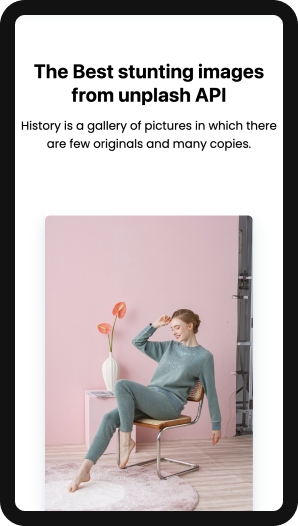 The Best stunting images
from unplash API
History is a gallery of pictures in which there
are few originals and many copies.